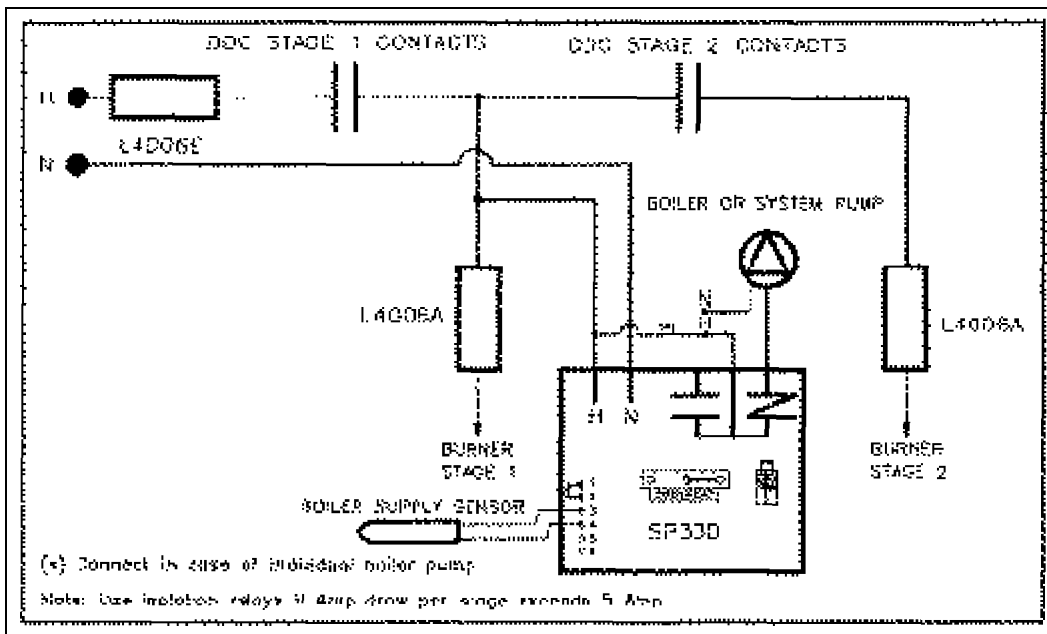 DDC STAGE 1 CONTACTS
DDC STAGE 2 CONTACTS
H
L4006E
N
BOILER OR SYSTEM PUMP
N
L4006A
L4006A
H N
BURNER
STAGE 1
BURNER
STAGE 2
BOILER SUPPLY SENSOR
SP330
(*) Connect in case of individual boiler pump
Note: Use isolation relays if Amp draw per stage exceeds 5 Amp